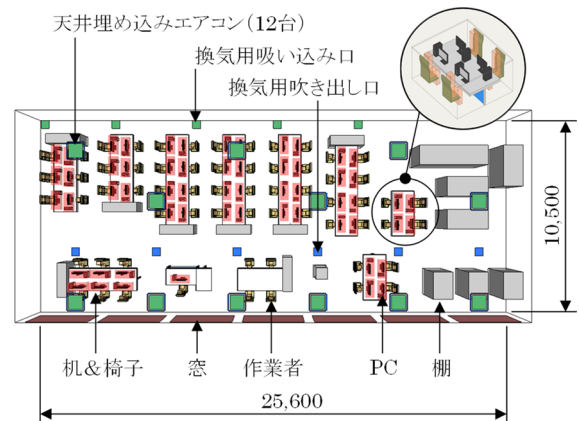 天井埋め込みエアコン(12台)
換気用吸い込み口
換気用吹き出し口
10,500
机&椅子
窓
作業者
PC
棚
25,600